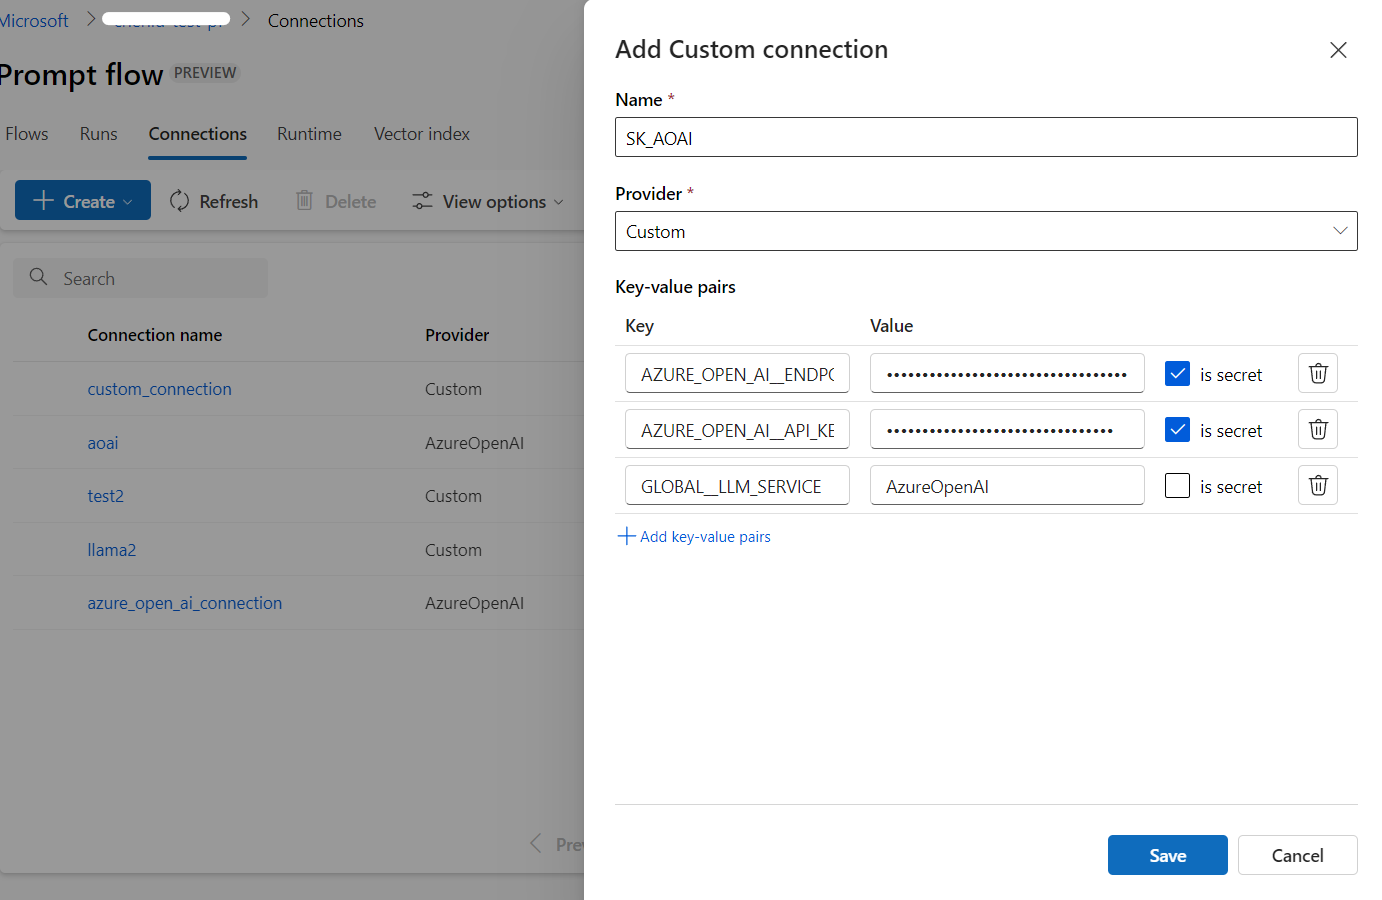 Microsoft > > Connections
Prompt flow PREVIEW
Flows Runs Connections Runtime Vector index
Create Refresh Delete View options
Search
Connection name Provider
custom_connection Custom
aoai AzureOpenAI
test2 Custom
llama2 Custom
azure_open_ai_connection AzureOpenAI
Add Custom connection
Name *
SK_AOAI
Provider *
Custom
Key-value pairs
Key Value
AZURE_OPEN_AI__ENDPO •••••••••••••••••••••••••••••••••• is secret
AZURE_OPEN_AI__API_KE •••••••••••••••••••••••••••••••• is secret
GLOBAL__LLM_SERVICE AzureOpenAI is secret
Add key-value pairs
Save Cancel